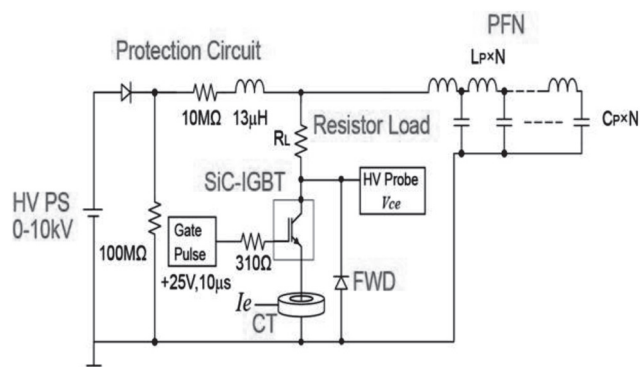 PFN
Protection Circuit
LP×N
10MΩ
13µH
Resistor Load
CP×N
RL
SiC-IGBT
HV Probe
Vce
HV PS
0-10kV
Gate
Pulse
100MΩ
310Ω
+25V,10µs
FWD
Ie
CT